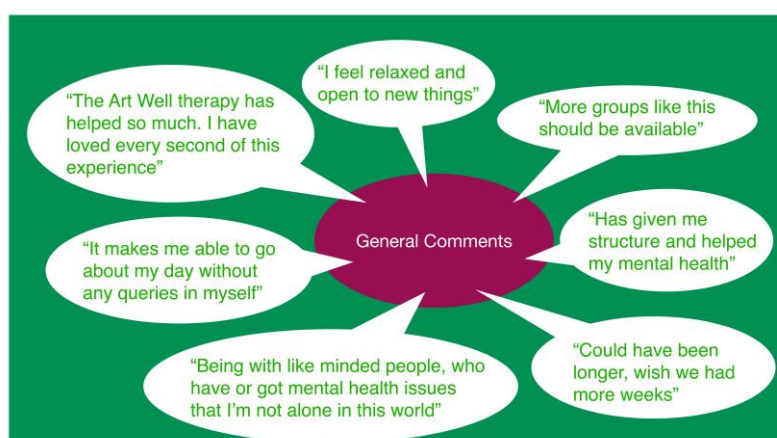 “I feel relaxed and
open to new things”
“The Art Well therapy has
helped so much. I have
loved every second of this
experience”
“More groups like this
should be available”
General Comments
“Has given me
structure and helped
my mental health”
“It makes me able to go
about my day without
any queries in myself”
“Being with like minded people, who
have or got mental health issues
that I’m not alone in this world”
“Could have been
longer, wish we had
more weeks”